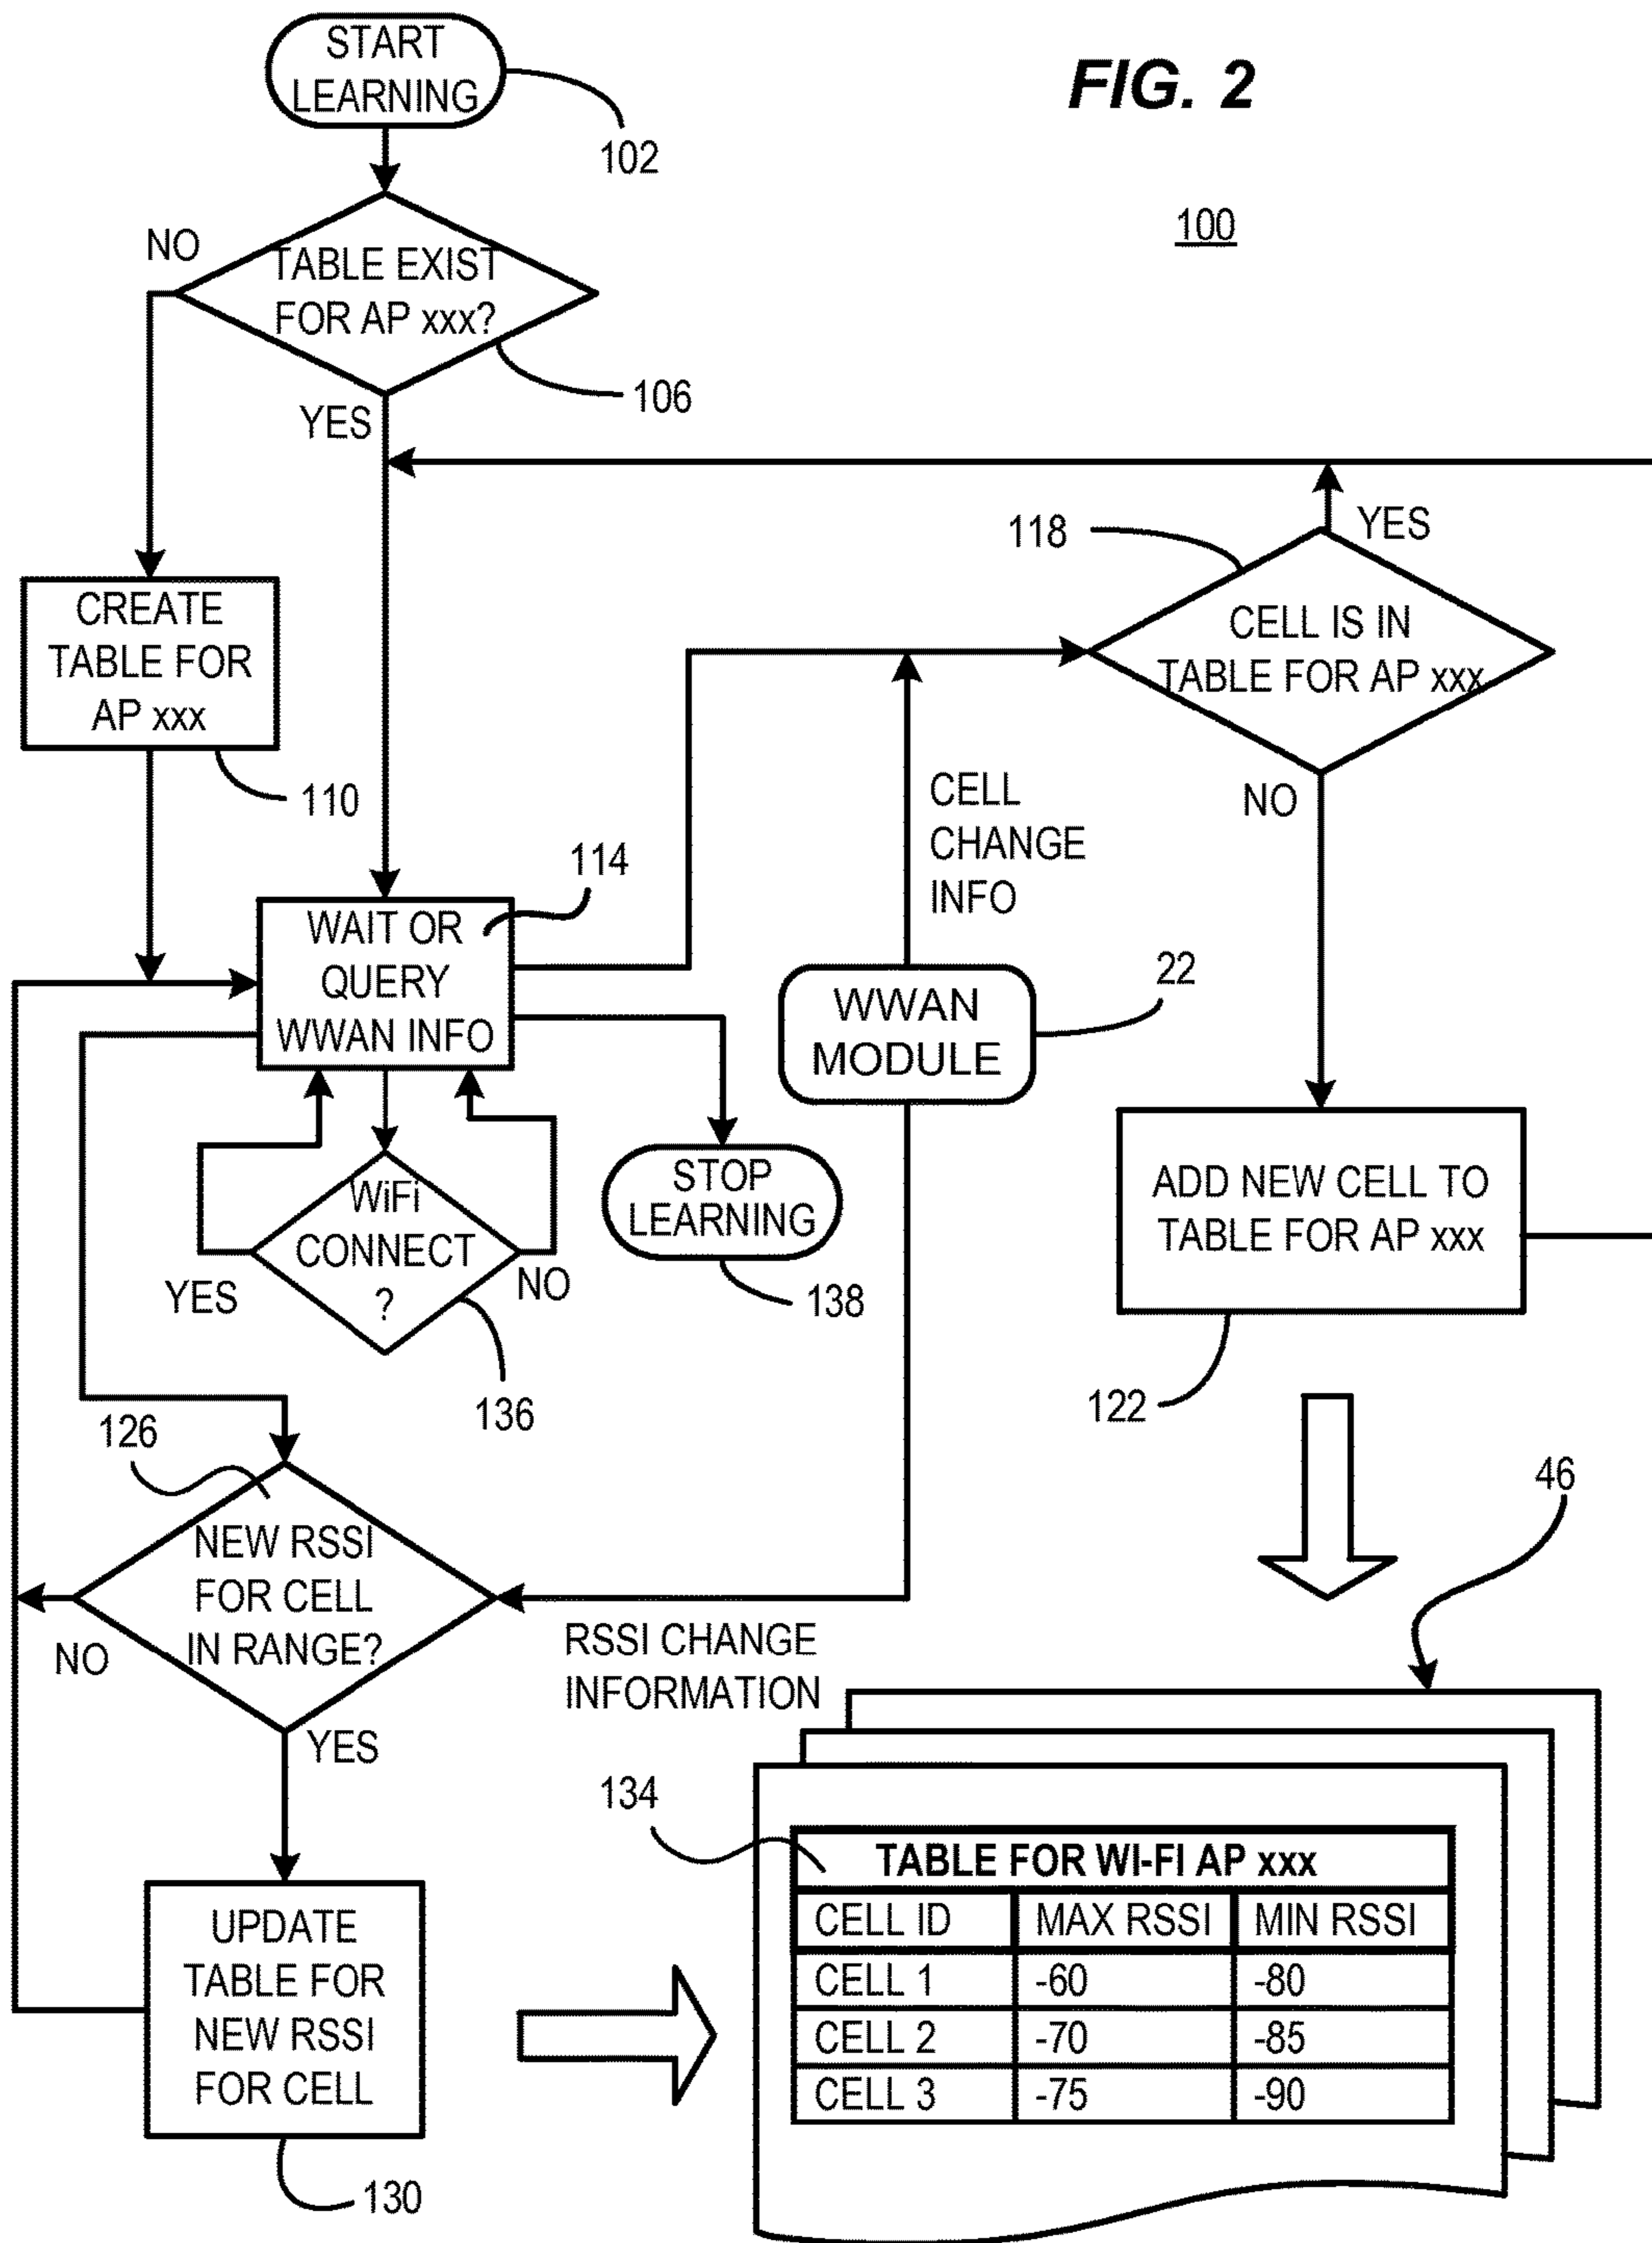 START
LEARNING
FIG. 2
102
100
NO
TABLE EXIST
FOR AP xxx?
106
YES
118
YES
CELL IS IN
TABLE FOR AP xxx
NO
CREATE
TABLE FOR
AP xxx
110
CELL
CHANGE
INFO
114
WAIT OR
QUERY
WWAN INFO
22
WWAN
MODULE
STOP
LEARNING
138
WiFi
CONNECT
?
YES
NO
136
ADD NEW CELL TO
TABLE FOR AP xxx
122
126
NEW RSSI
FOR CELL
IN RANGE?
NO
YES
RSSI CHANGE
INFORMATION
46
134
TABLE FOR WI-FI AP xxx
CELL ID MAX RSSI MIN RSSI
CELL 1 -60 -80
CELL 2 -70 -85
CELL 3 -75 -90
UPDATE
TABLE FOR
NEW RSSI
FOR CELL
130